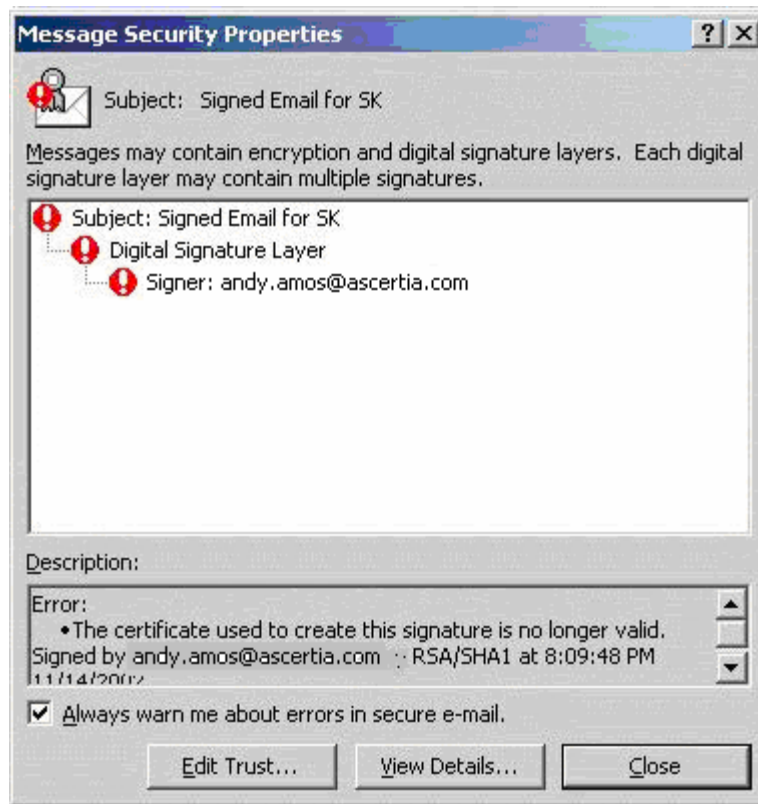 Message Security Properties
Subject: Signed Email for SK
Messages may contain encryption and digital signature layers. Each digital
signature layer may contain multiple signatures.
Subject: Signed Email for SK
Digital Signature Layer
Signer: andy.amos@ascertia.com
Description:
Error:
•The certificate used to create this signature is no longer valid.
Signed by andy.amos@ascertia.com RSA/SHA1 at 8:09:48 PM
Always warn me about errors in secure e-mail.
Edit Trust... View Details... Close